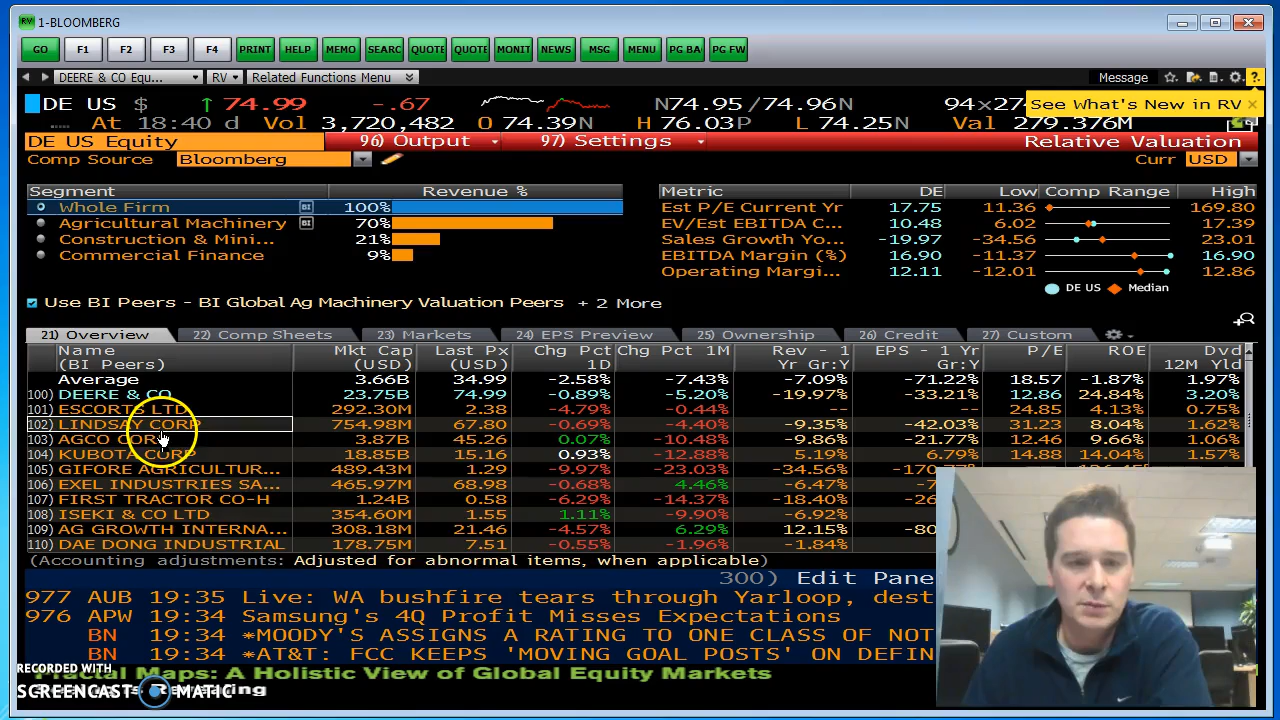 1-BLOOMBERG
GO F1 F2 F3 F4 PRINT HELP MEMO SEARC QUOTE QUOTE MONIT NEWS MSG MENU PG BA PG FW
DEERE & CO Equ... RV Related Functions Menu Message
DE US $ ↑ 74.99 -.67 N74.95/74.96N 94x27
See What's New in RV ×
At 18:40 d Vol 3,720,482 O 74.39N H 76.03P L 74.25N Val 279.376M
DE US Equity 96) Output 97) Settings Relative Valuation
Comp Source Bloomberg Curr USD
Segment Revenue % Metric DE Low Comp Range High
Whole Firm BI 100% Est P/E Current Yr 17.75 11.36 169.80
Agricultural Machinery BI 70% EV/Est EBITDA C... 10.48 6.02 17.39
Construction & Mini... 21% Sales Growth Yo... -19.97 -34.56 23.01
Commercial Finance 9% EBITDA Margin (%) 16.90 -11.37 16.90
Operating Margi... 12.11 -12.01 12.86
DE US Median
Use BI Peers - BI Global Ag Machinery Valuation Peers + 2 More
21) Overview 22) Comp Sheets 23) Markets 24) EPS Preview 25) Ownership 26) Credit 27) Custom
Name Mkt Cap Last Px Chg Pct Chg Pct 1M Rev - 1 EPS - 1 Yr P/E ROE Dvd
(BI Peers) (USD) (USD) 1D Yr Gr:Y Gr:Y 12M Yld
Average 3.66B 34.99 -2.58% -7.43% -7.09% -71.22% 18.57 -1.87% 1.97%
100) DEERE & CO 23.75B 74.99 -0.89% -5.20% -19.97% -33.21% 12.86 24.84% 3.20%
101) ESCORTS LTD 292.30M 2.38 -4.79% -0.44% -- -- 24.85 4.13% 0.75%
102) LINDSAY CORP 754.98M 67.80 -0.69% -4.40% -9.35% -42.03% 31.23 8.04% 1.62%
103) AGCO CORP 3.87B 45.26 0.07% -10.48% -9.86% -21.77% 12.46 9.66% 1.06%
104) KUBOTA CORP 18.85B 15.16 0.93% -12.88% 5.19% 6.79% 14.88 14.04% 1.57%
105) GIFORE AGRICULTUR... 489.43M 1.29 -9.97% -23.03% -34.56%
106) EXEL INDUSTRIES SA... 465.97M 68.98 -0.68% 4.46% -6.47%
107) FIRST TRACTOR CO-H 1.24B 0.58 -6.29% -14.37% -18.40%
108) ISEKI & CO LTD 354.60M 1.55 1.11% -9.90% -6.92%
109) AG GROWTH INTERNA... 308.18M 21.46 -4.57% 6.29% 12.15%
110) DAE DONG INDUSTRIAL 178.75M 7.51 -0.55% -1.96% -1.84%
(Accounting adjustments: Adjusted for abnormal items, when applicable)
300) Edit Pane
977 AUB 19:35 Live: WA bushfire tears through Yarloop, dest
976 APW 19:34 Samsung's 4Q Profit Misses Expectations
BN 19:34 *MOODY'S ASSIGNS A RATING TO ONE CLASS OF NOT
BN 19:34 *AT&T: FCC KEEPS 'MOVING GOAL POSTS' ON DEFIN
Fractal Maps: A Holistic View of Global Equity Markets
RECORDED WITH
SCREENCAST MATIC